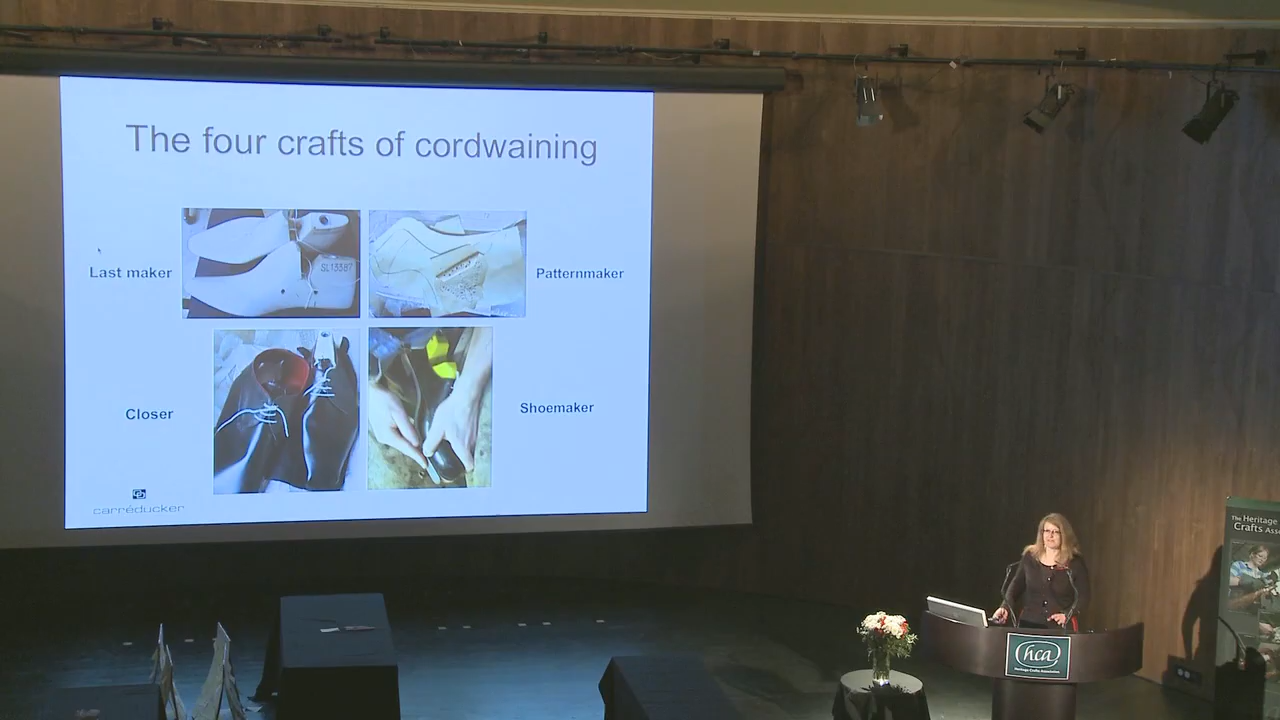 The four crafts of cordwaining
Last maker
SL13387
Patternmaker
Closer
Shoemaker
carréducker
The Heritage
Crafts Asso
hca
Heritage Crafts Association